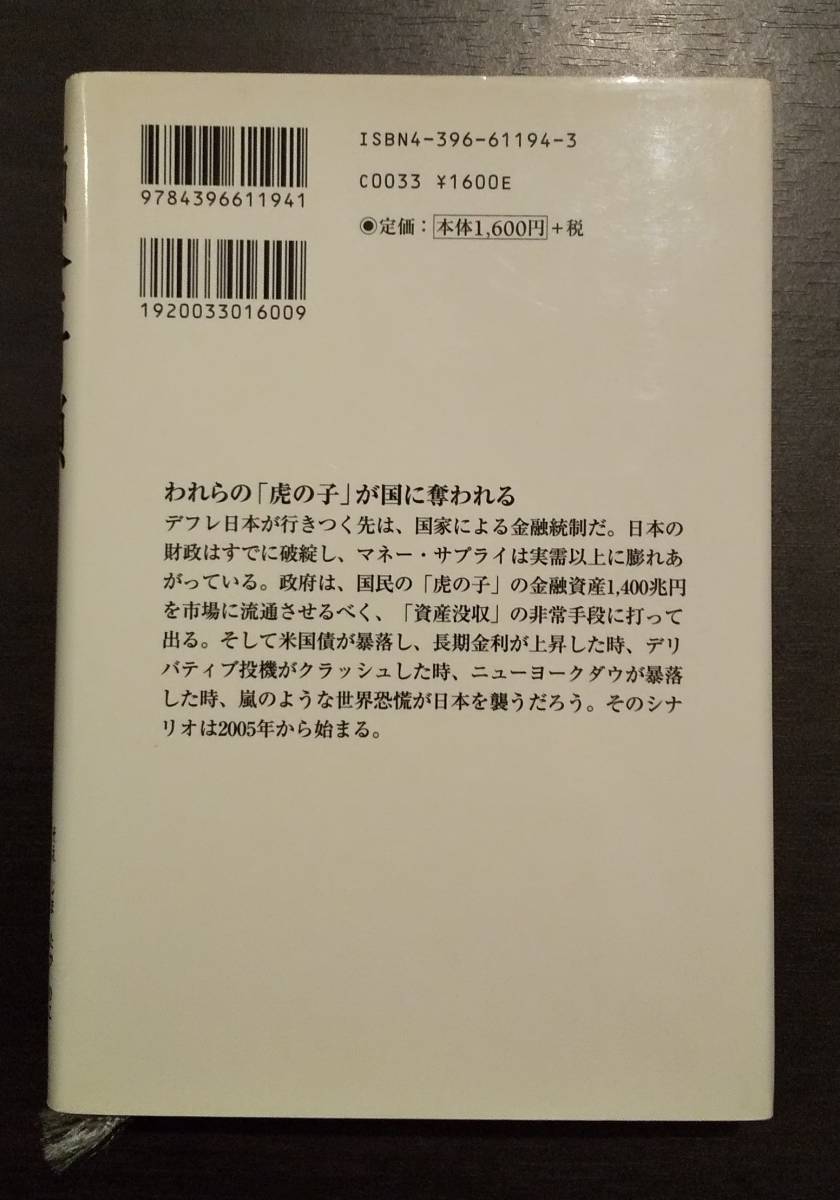 ISBN4-396-61194-3
9784396611941
C0033 ¥1600E
◉定価：本体1,600円+税
1920033016009
われらの「虎の子」が国に奪われる
デフレ日本が行きつく先は、国家による金融統制だ。日本の
財政はすでに破綻し、マネー・サプライは実需以上に膨れあ
がっている。政府は、国民の「虎の子」の金融資産1,400兆円
を市場に流通させるべく、「資産没収」の非常手段に打って
出る。そして米国債が暴落し、長期金利が上昇した時、デリ
バティブ投機がクラッシュした時、ニューヨークダウが暴落
した時、嵐のような世界恐慌が日本を襲うだろう。そのシナ
リオは2005年から始まる。